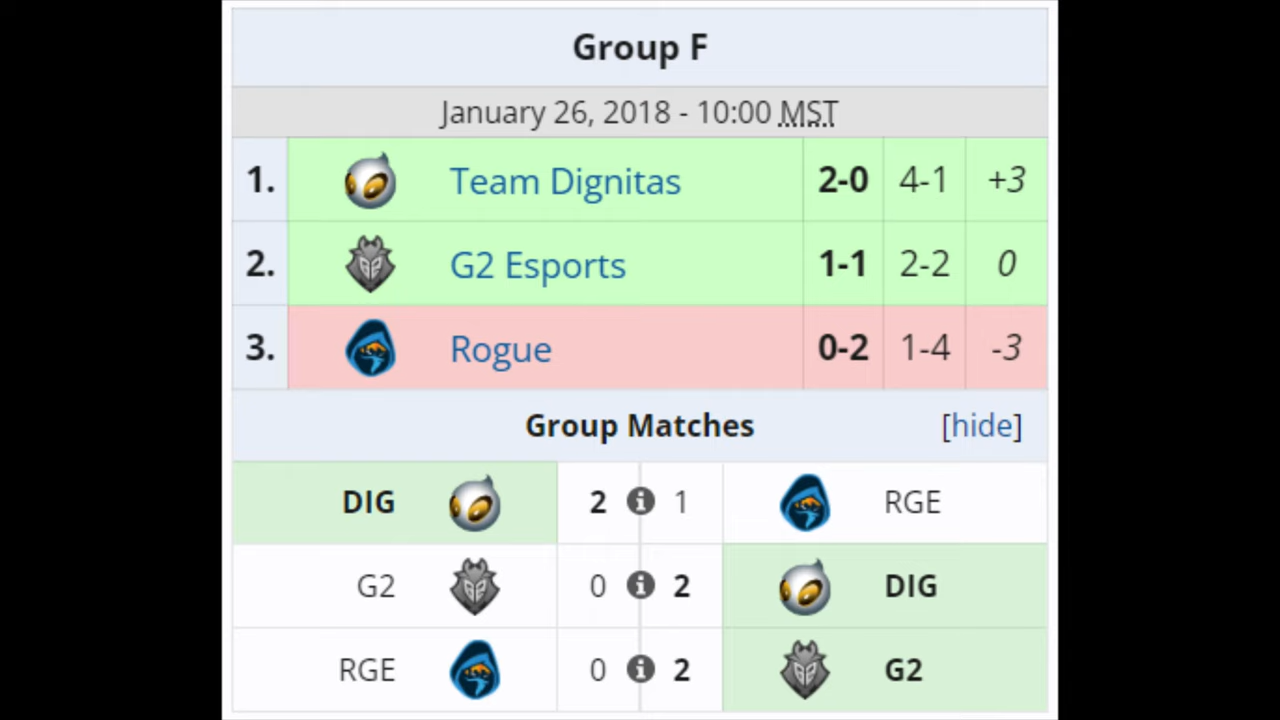 Group F
January 26, 2018 - 10:00 MST
1. Team Dignitas 2-0 4-1 +3
2. G2 Esports 1-1 2-2 0
3. Rogue 0-2 1-4 -3
Group Matches [hide]
DIG 2 i 1 RGE
G2 0 i 2 DIG
RGE 0 i 2 G2